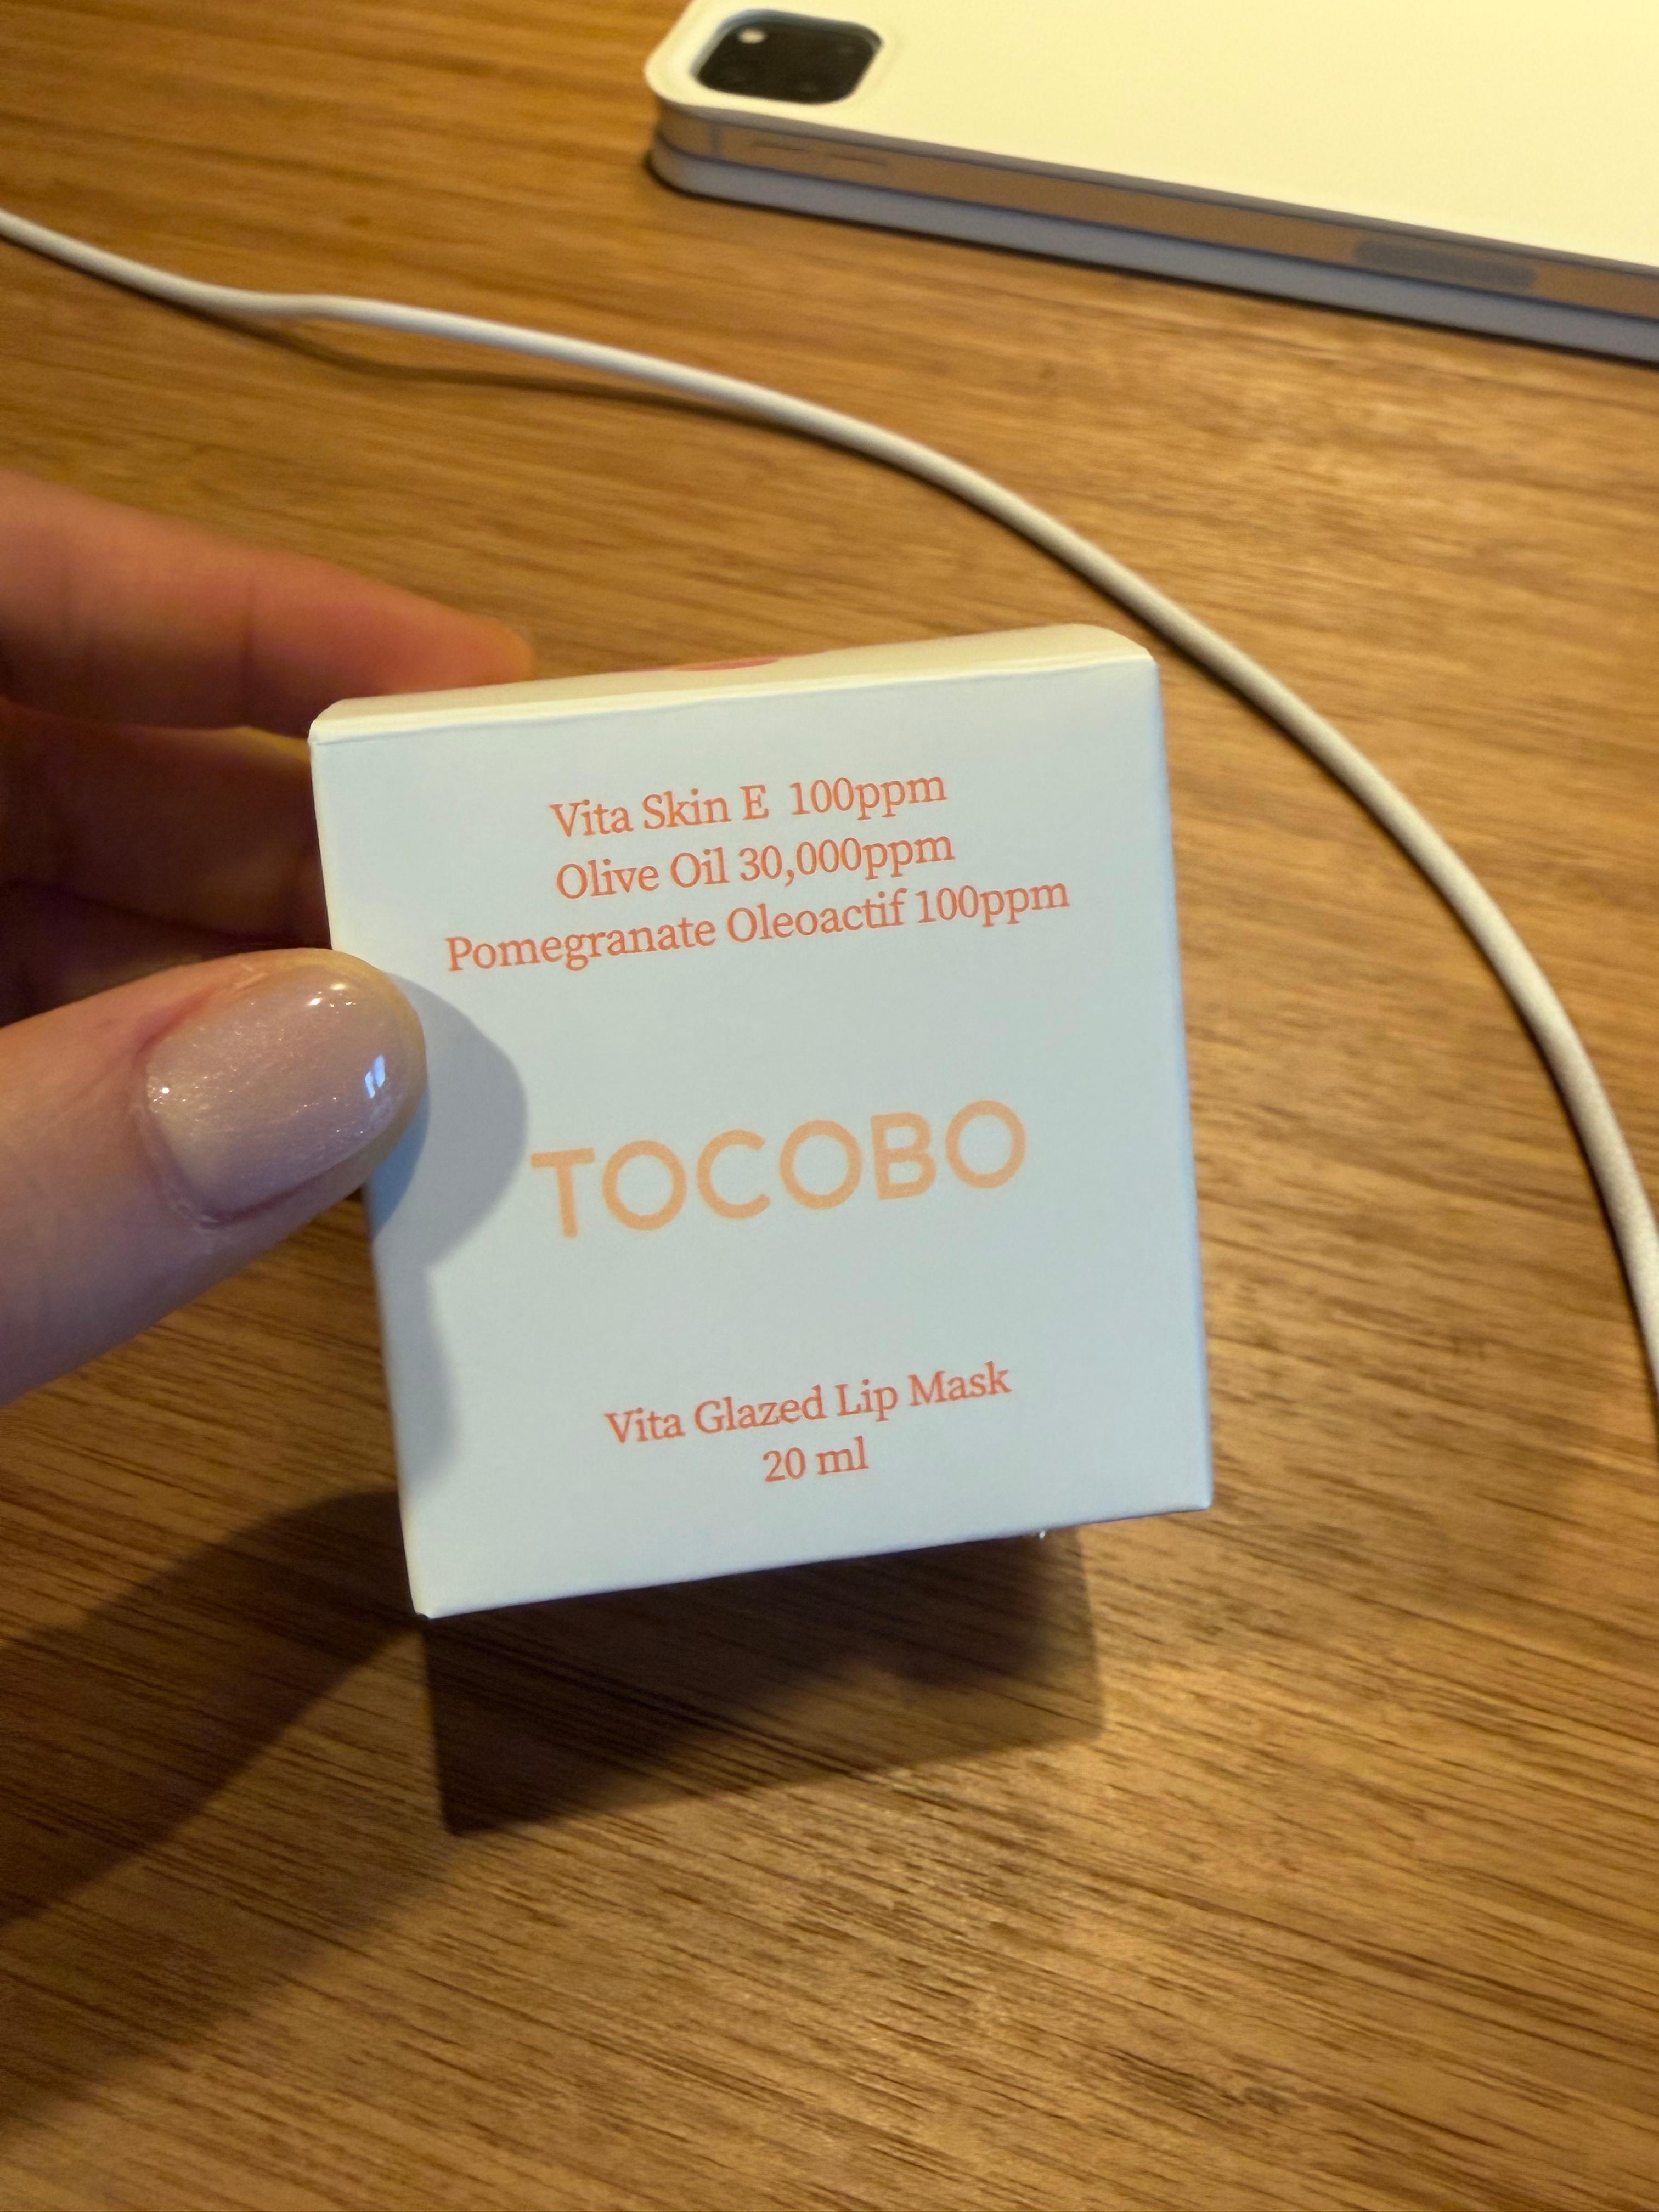 Vita Skin E 100ppm
Olive Oil 30,000ppm
Pomegranate Oleoactif 100ppm
TOCOBO
Vita Glazed Lip Mask
20 ml